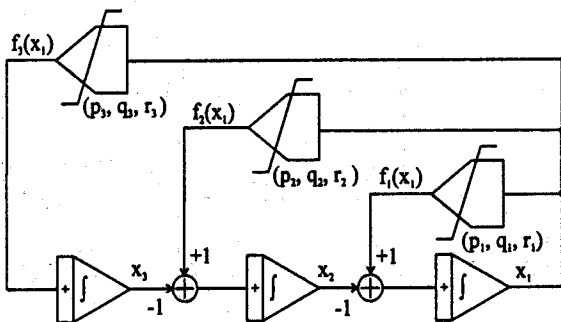 f₃(x₁)
(p₃, q₃, r₃)
f₂(x₁)
(p₂, q₂, r₂)
f₁(x₁)
(p₁, q₁, r₁)
+1
+1
+ ∫
x₃
-1
+
+ ∫
x₂
-1
+
+ ∫
x₁